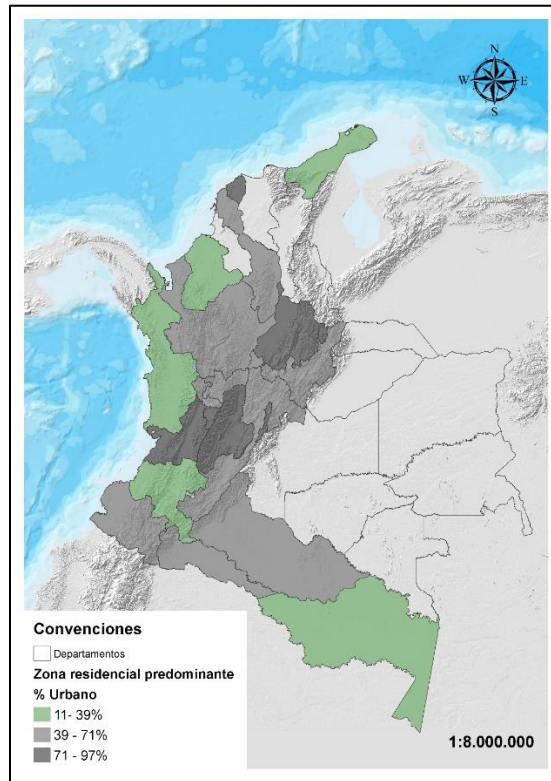 N
W E
S
Convenciones
Departamentos
Zona residencial predominante
% Urbano
11- 39%
39 - 71%
71 - 97%
1:8.000.000